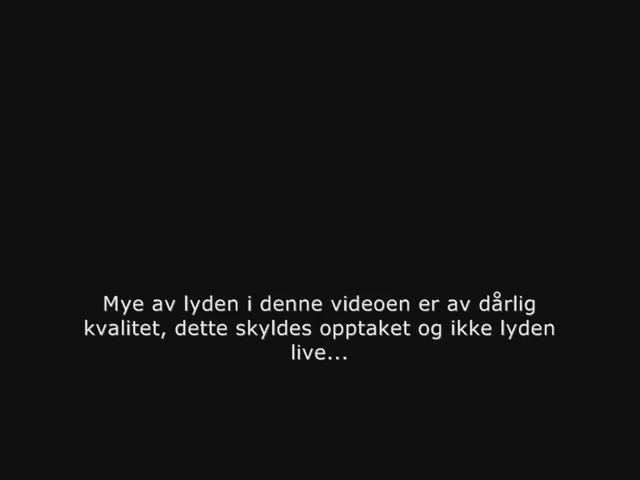 Mye av lyden i denne videoen er av dårlig
kvalitet, dette skyldes opptaket og ikke lyden
live...